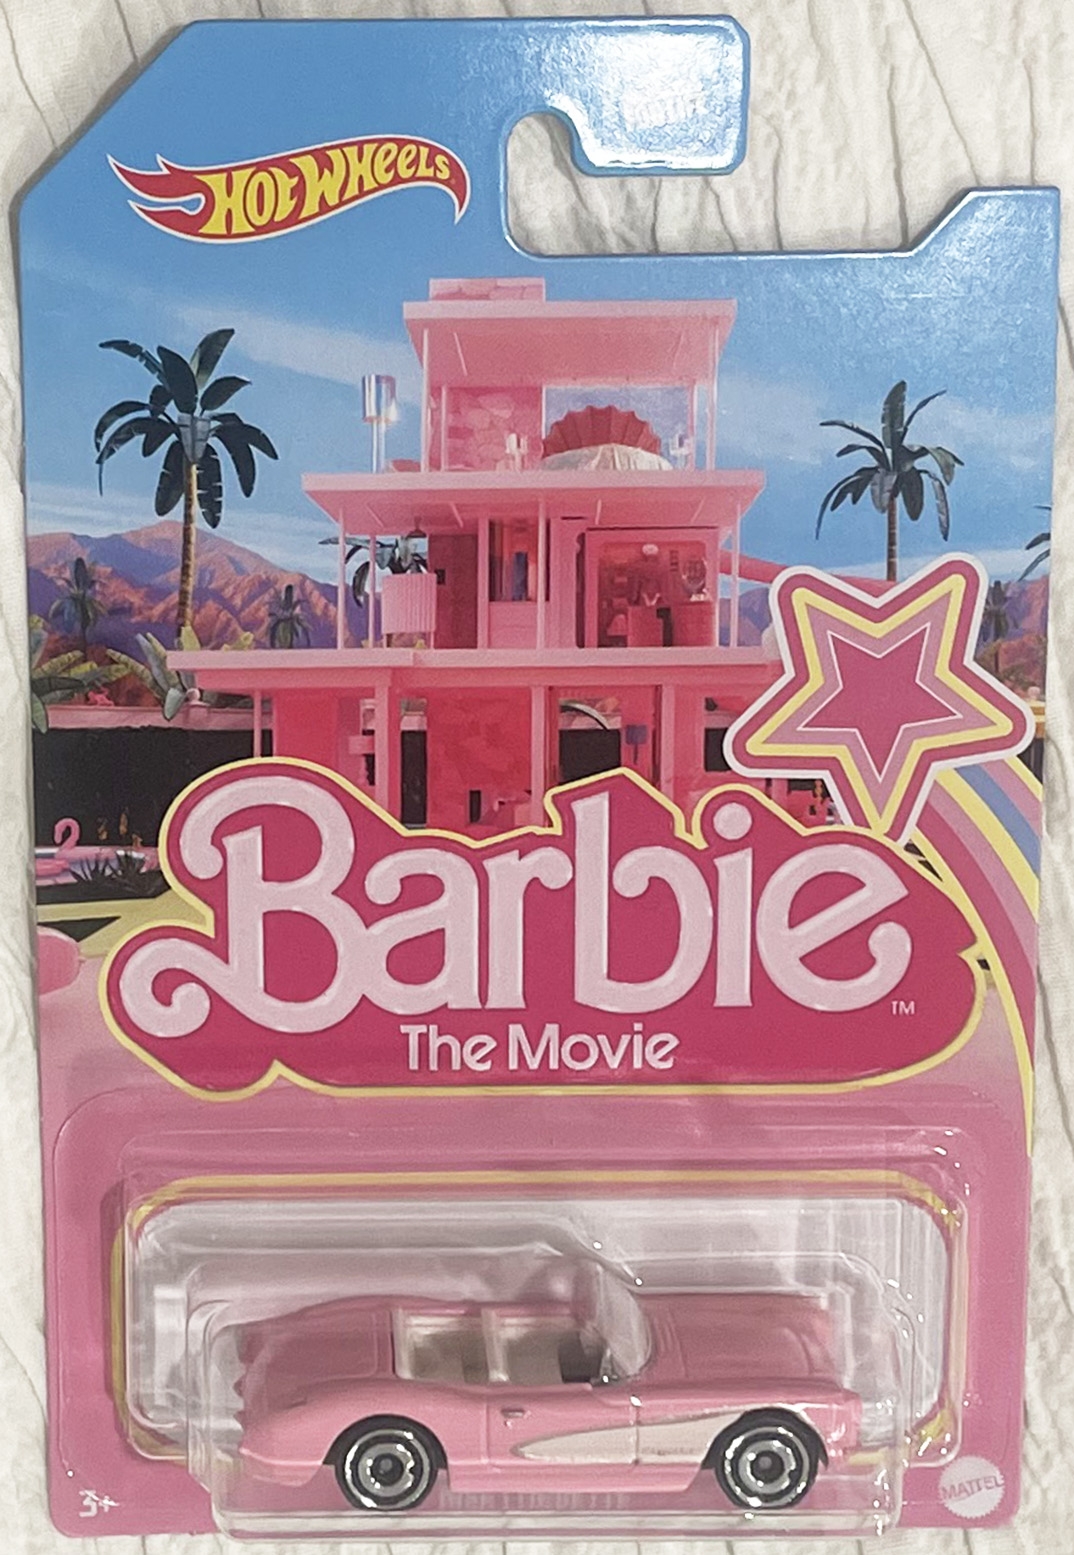 HOT WHEELS
Barbie
TM
The Movie
3+
MATTEL